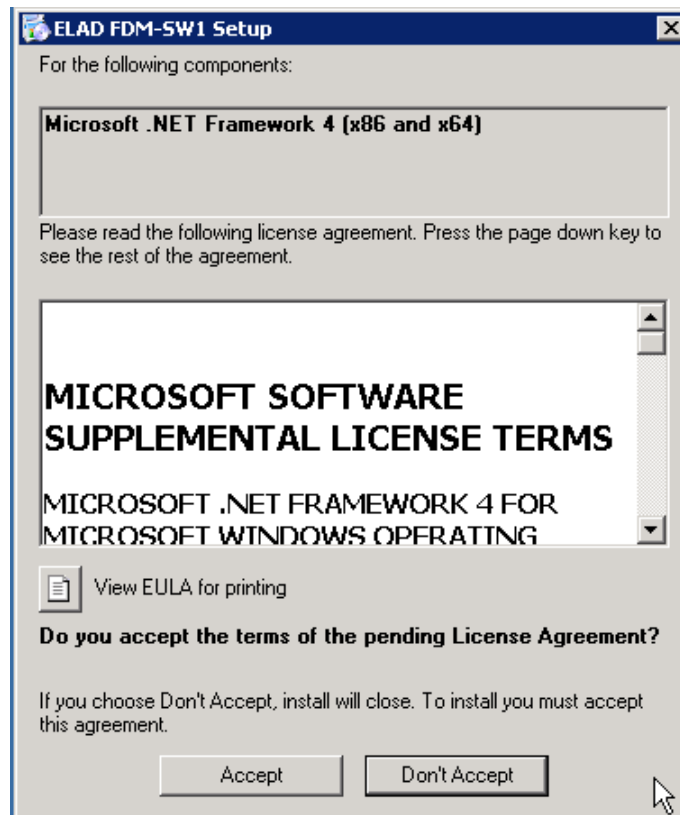 ELAD FDM-SW1 Setup
For the following components:
Microsoft .NET Framework 4 (x86 and x64)
Please read the following license agreement. Press the page down key to
see the rest of the agreement.
MICROSOFT SOFTWARE
SUPPLEMENTAL LICENSE TERMS
MICROSOFT .NET FRAMEWORK 4 FOR
MICROSOFT WINDOWS OPERATING
View EULA for printing
Do you accept the terms of the pending License Agreement?
If you choose Don't Accept, install will close. To install you must accept
this agreement.
Accept
Don't Accept